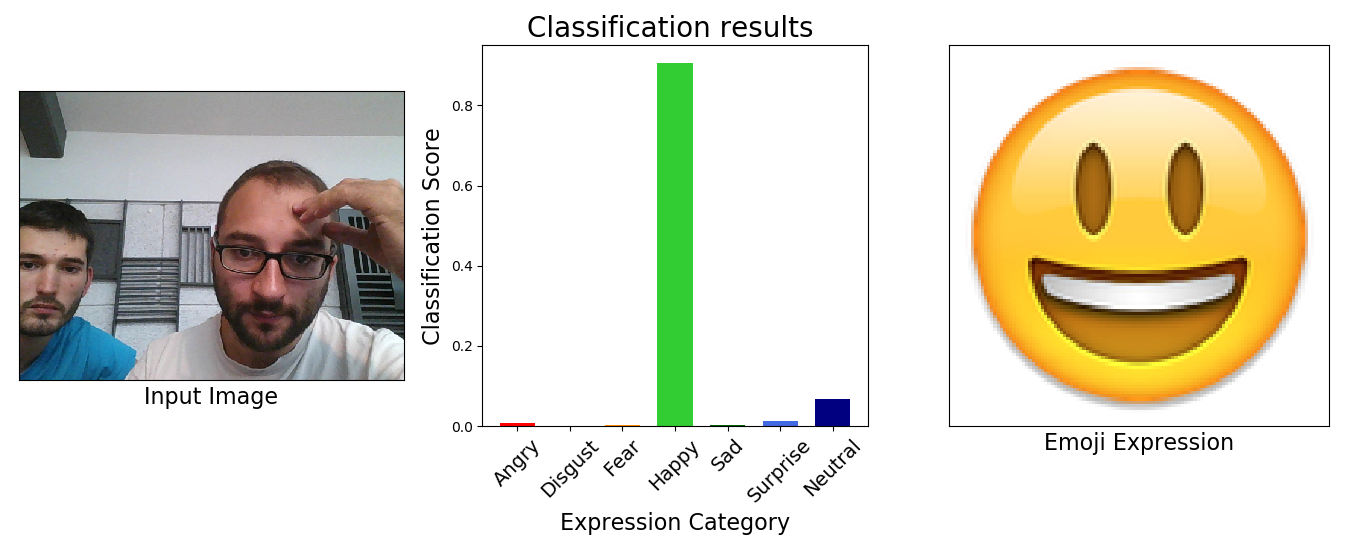 Classification results
Classification Score
0.8
0.6
0.4
0.2
0.0
Angry
Disgust
Fear
Happy
Sad
Surprise
Neutral
Expression Category
Input Image
Emoji Expression